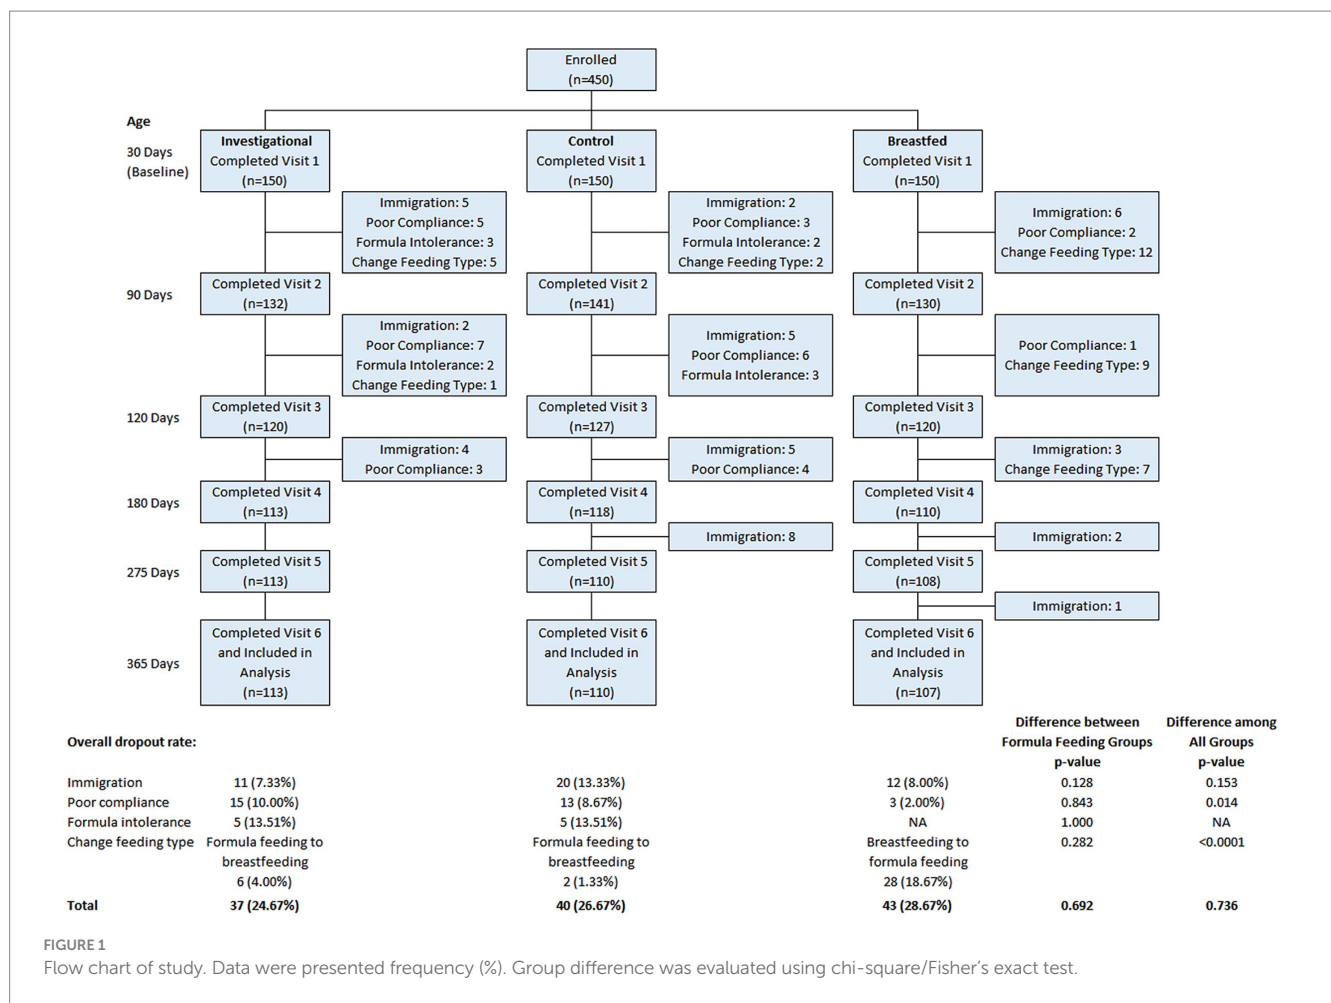 Enrolled
(n=450)
Age
30 Days
(Baseline)
Investigational
Completed Visit 1
(n=150)
Control
Completed Visit 1
(n=150)
Breastfed
Completed Visit 1
(n=150)
Immigration: 5
Poor Compliance: 5
Formula Intolerance: 3
Change Feeding Type: 5
Immigration: 2
Poor Compliance: 3
Formula Intolerance: 2
Change Feeding Type: 2
Immigration: 6
Poor Compliance: 2
Change Feeding Type: 12
90 Days
Completed Visit 2
(n=132)
Completed Visit 2
(n=141)
Completed Visit 2
(n=130)
Immigration: 2
Poor Compliance: 7
Formula Intolerance: 2
Change Feeding Type: 1
Immigration: 5
Poor Compliance: 6
Formula Intolerance: 3
Poor Compliance: 1
Change Feeding Type: 9
120 Days
Completed Visit 3
(n=120)
Completed Visit 3
(n=127)
Completed Visit 3
(n=120)
Immigration: 4
Poor Compliance: 3
Immigration: 5
Poor Compliance: 4
Immigration: 3
Change Feeding Type: 7
180 Days
Completed Visit 4
(n=113)
Completed Visit 4
(n=118)
Completed Visit 4
(n=110)
Immigration: 8
Immigration: 2
275 Days
Completed Visit 5
(n=113)
Completed Visit 5
(n=110)
Completed Visit 5
(n=108)
Immigration: 1
365 Days
Completed Visit 6
and Included in
Analysis
(n=113)
Completed Visit 6
and Included in
Analysis
(n=110)
Completed Visit 6
and Included in
Analysis
(n=107)
Overall dropout rate:
Difference between
Formula Feeding Groups
p-value
Difference among
All Groups
p-value
Immigration 11 (7.33%) 20 (13.33%) 12 (8.00%) 0.128 0.153
Poor compliance 15 (10.00%) 13 (8.67%) 3 (2.00%) 0.843 0.014
Formula intolerance 5 (13.51%) 5 (13.51%) NA 1.000 NA
Change feeding type Formula feeding to Formula feeding to Breastfeeding to 0.282 <0.0001
breastfeeding breastfeeding formula feeding
6 (4.00%) 2 (1.33%) 28 (18.67%)
Total 37 (24.67%) 40 (26.67%) 43 (28.67%) 0.692 0.736
FIGURE 1
Flow chart of study. Data were presented frequency (%). Group difference was evaluated using chi-square/Fisher's exact test.